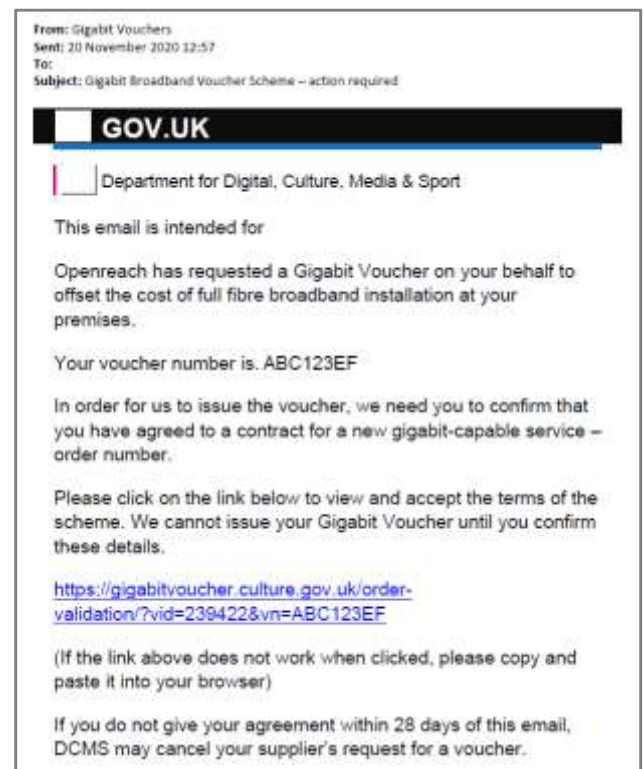 From: Gigabit Vouchers
Sent: 20 November 2020 12:57
To:
Subject: Gigabit Broadband Voucher Scheme – action required
GOV.UK
Department for Digital, Culture, Media & Sport
This email is intended for
Openreach has requested a Gigabit Voucher on your behalf to
offset the cost of full fibre broadband installation at your
premises.
Your voucher number is. ABC123EF
In order for us to issue the voucher, we need you to confirm that
you have agreed to a contract for a new gigabit-capable service –
order number.
Please click on the link below to view and accept the terms of the
scheme. We cannot issue your Gigabit Voucher until you confirm
these details.
https://gigabitvoucher.culture.gov.uk/order-
validation/?vid=239422&vn=ABC123EF
(If the link above does not work when clicked, please copy and
paste it into your browser)
If you do not give your agreement within 28 days of this email,
DCMS may cancel your supplier's request for a voucher.